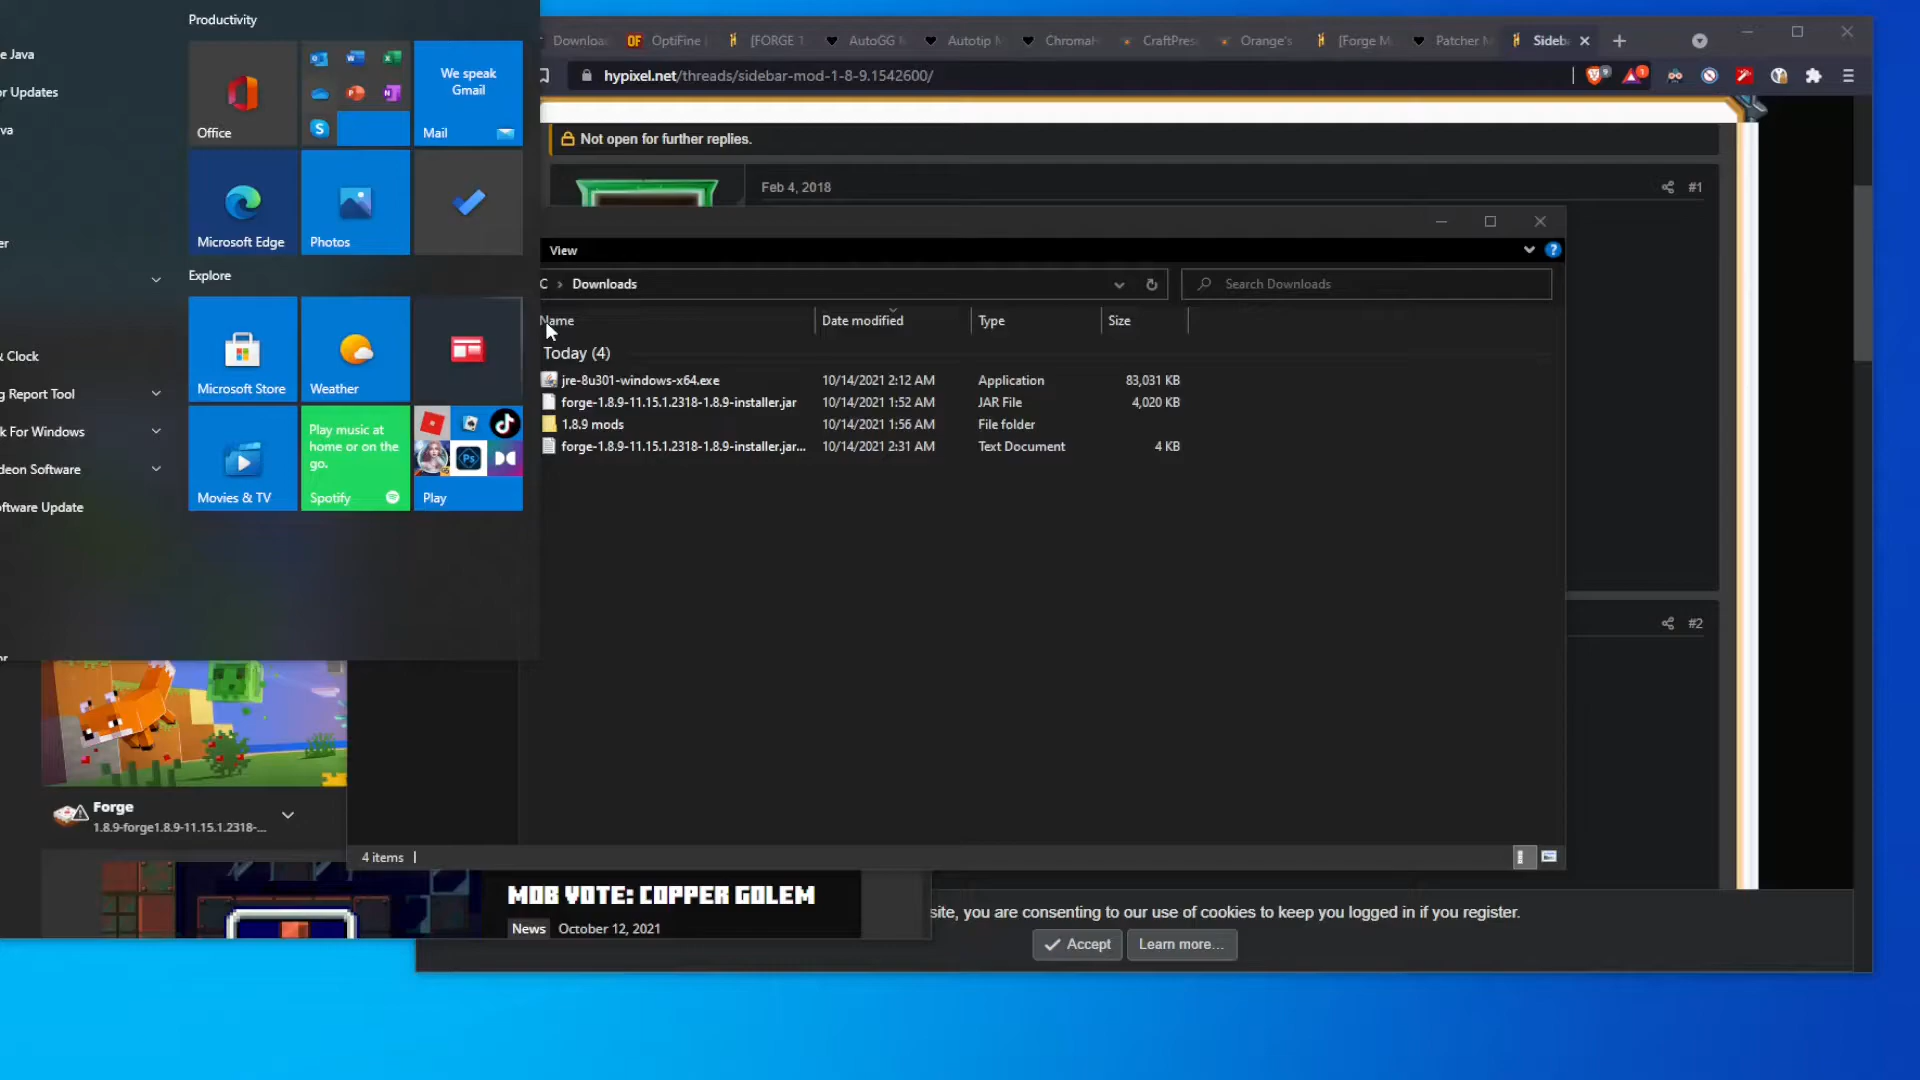 Productivity
e Java
or Updates
va
er
& Clock
g Report Tool
k For Windows
deon Software
ftware Update
or
Office
We speak
Gmail
Mail
Microsoft Edge
Photos
Explore
Microsoft Store
Weather
Movies & TV
Play music at
home or on the
go.
Spotify
Ps
Play
Downloa
OF OptiFine
[FORGE 1
AutoGG
Autotip M
ChromaH
CraftPres
Orange's
[Forge M
Patcher M
Sideb
hypixel.net/threads/sidebar-mod-1-8-9.1542600/
9
1
Not open for further replies.
Feb 4, 2018
#1
View
C > Downloads
Search Downloads
Name Date modified Type Size
Today (4)
jre-8u301-windows-x64.exe 10/14/2021 2:12 AM Application 83,031 KB
forge-1.8.9-11.15.1.2318-1.8.9-installer.jar 10/14/2021 1:52 AM JAR File 4,020 KB
1.8.9 mods 10/14/2021 1:56 AM File folder
forge-1.8.9-11.15.1.2318-1.8.9-installer.jar... 10/14/2021 2:31 AM Text Document 4 KB
#2
Forge
1.8.9-forge1.8.9-11.15.1.2318-...
4 items
MOB VOTE: COPPER GOLEM
News October 12, 2021
site, you are consenting to our use of cookies to keep you logged in if you register.
Accept
Learn more...